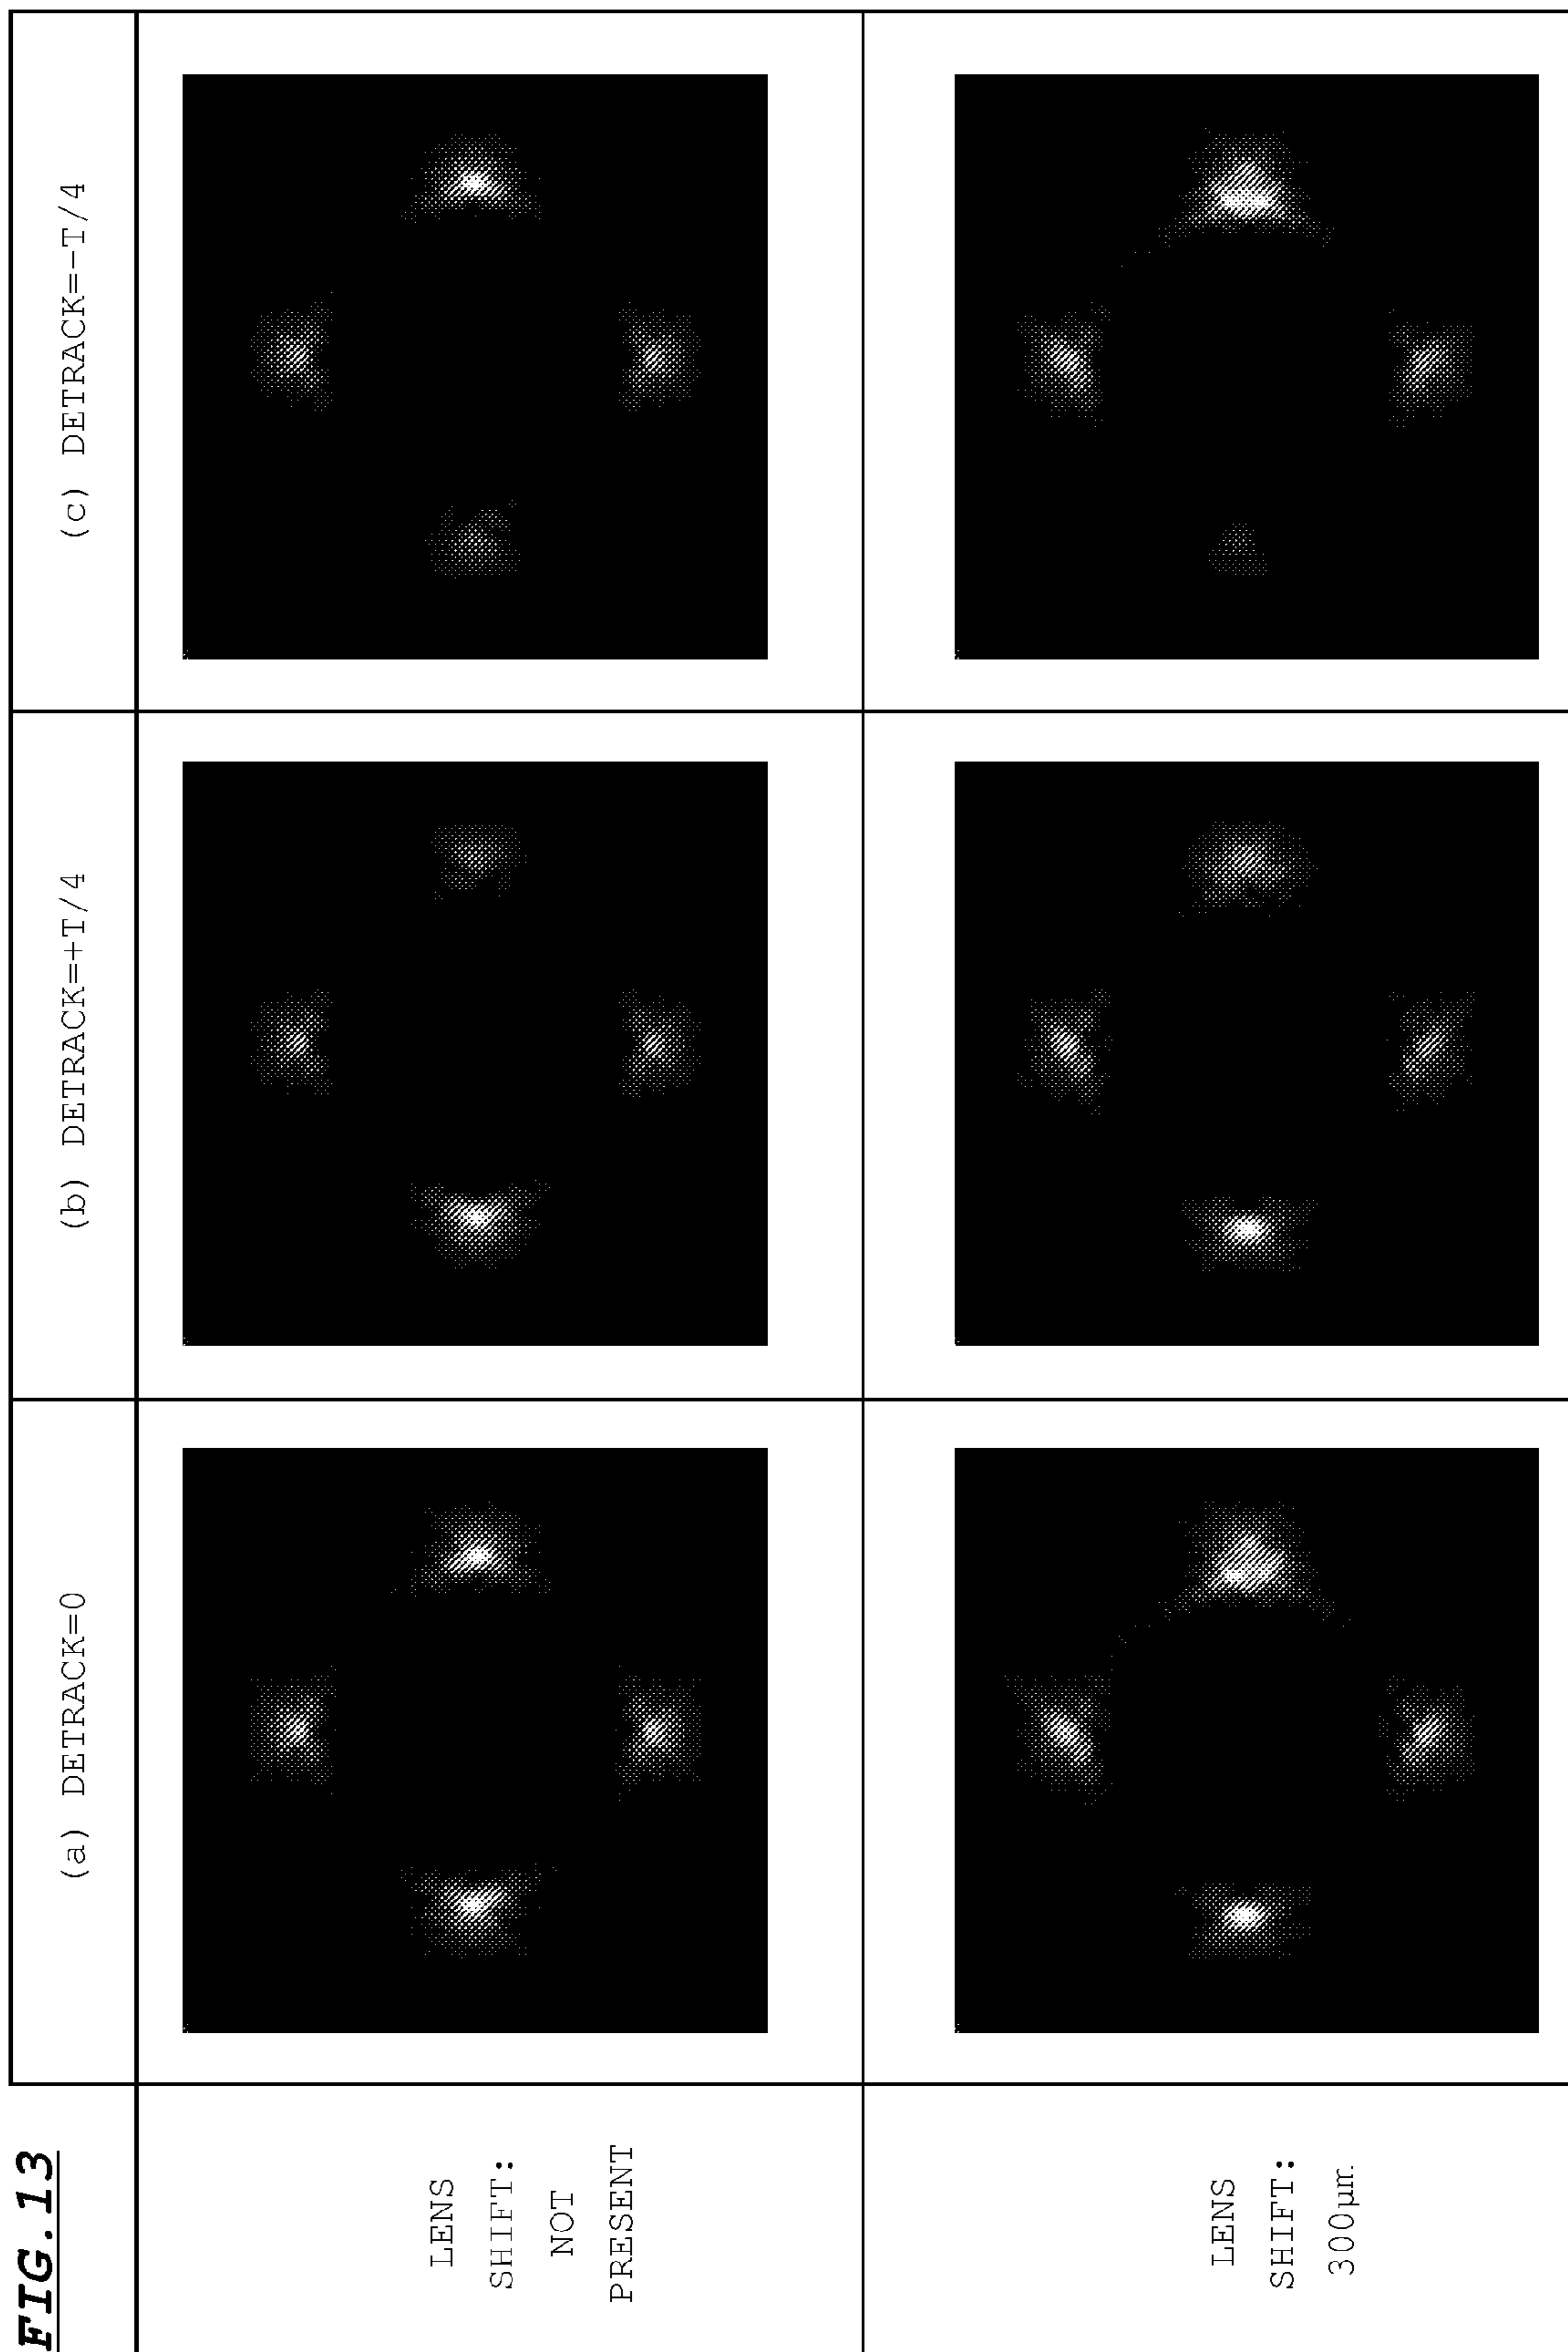 FIG.13
(a) DETRACK=0
(b) DETRACK=+T/4
(c) DETRACK=-T/4
LENS
SHIFT:
NOT
PRESENT
LENS
SHIFT:
300μm